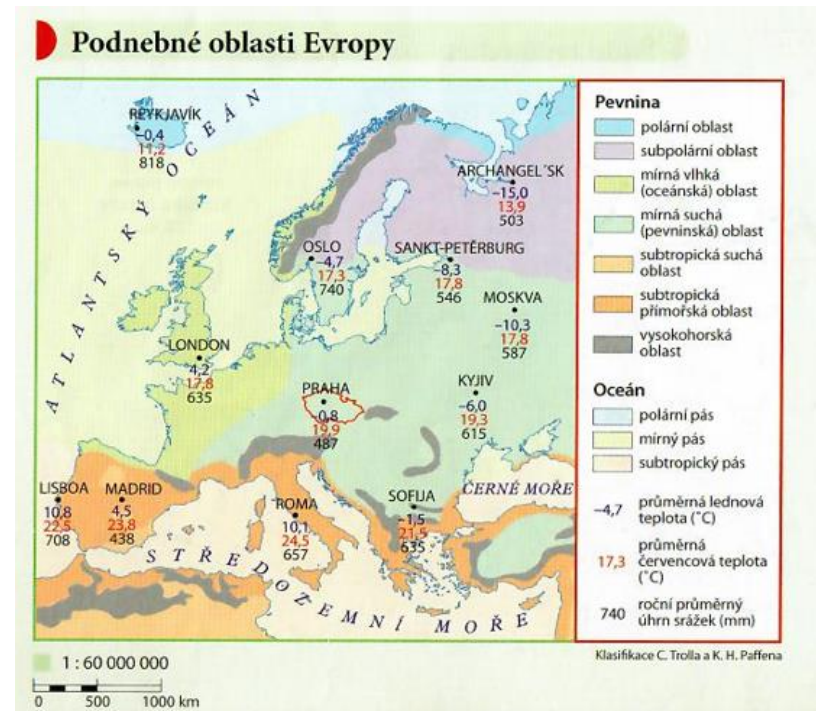 Podnebné oblasti Evropy
REYKJAVÍK
–0,4
11,2
818
ATLANTSKÝ OCEÁN
ARCHANGEL´SK
–15,0
13,9
503
OSLO
–4,7
17,3
740
SANKT-PETĚRBURG
–8,3
17,8
546
MOSKVA
–10,3
17,8
587
LONDON
4,2
17,8
635
PRAHA
–0,8
19,9
487
KYJIV
–6,0
19,3
615
LISBOA
10,8
22,5
708
MADRID
4,5
23,8
438
ROMA
10,1
24,5
657
SOFIJA
–1,5
21,5
635
ČERNÉ MOŘE
STŘEDOZEMNÍ MOŘE
Pevnina
polární oblast
subpolární oblast
mírná vlhká
(oceánská) oblast
mírná suchá
(pevninská) oblast
subtropická suchá
oblast
subtropická
přímořská oblast
vysokohorská
oblast
Oceán
polární pás
mírný pás
subtropický pás
–4,7 průměrná lednová
teplota (°C)
průměrná
17,3 červencová teplota
(°C)
740 roční průměrný
úhrn srážek (mm)
Klasifikace C. Trolla a K. H. Paffena
1 : 60 000 000
0 500 1000 km